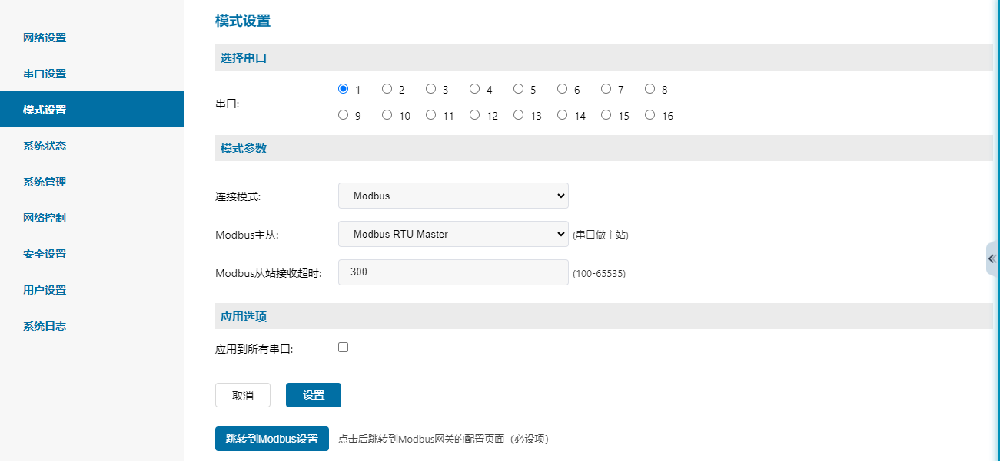 网络设置
串口设置
模式设置
系统状态
系统管理
网络控制
安全设置
用户设置
系统日志
模式设置
选择串口
串口:
1 2 3 4 5 6 7 8
9 10 11 12 13 14 15 16
模式参数
连接模式: Modbus
Modbus主从: Modbus RTU Master (串口做主站)
Modbus从站接收超时: 300 (100-65535)
应用选项
应用到所有串口:
取消 设置
跳转到Modbus设置 点击后跳转到Modbus网关的配置页面（必设项）